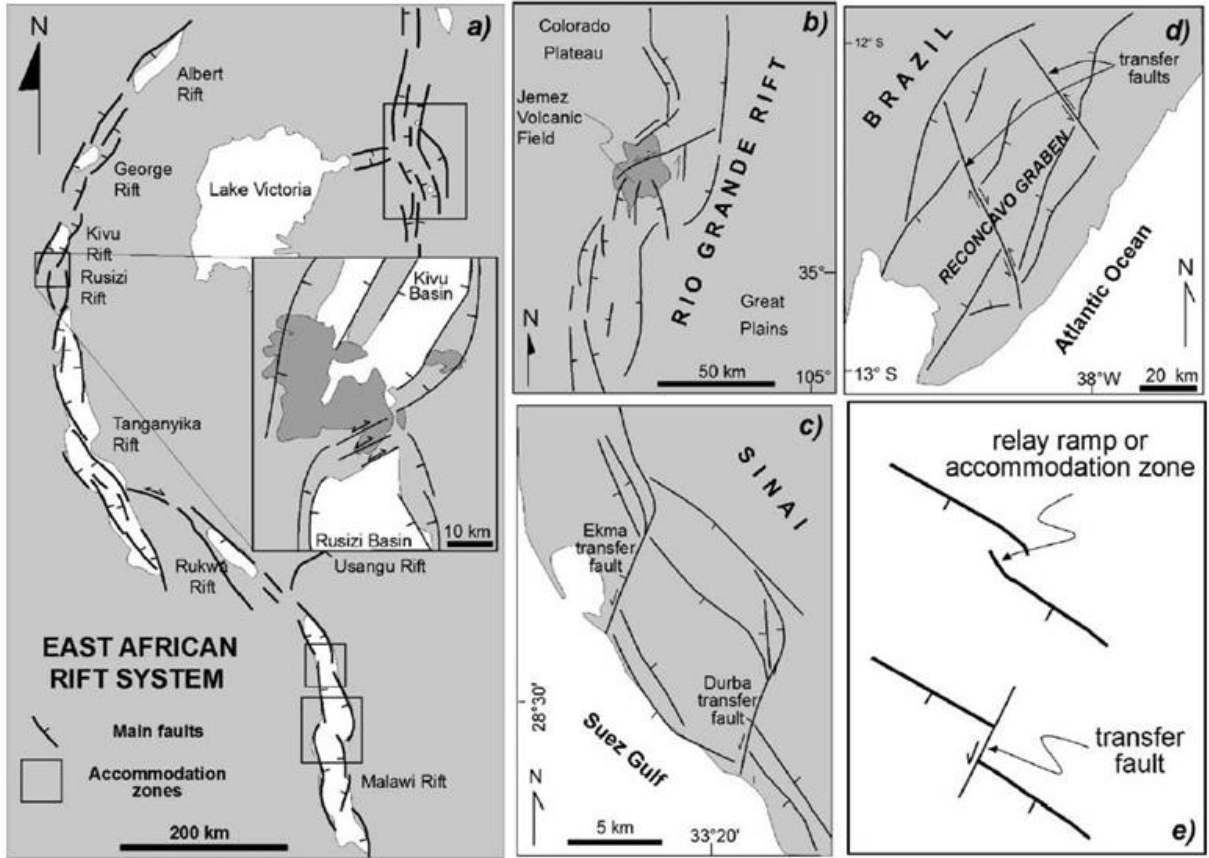 a)
N
Albert
Rift
George
Rift
Lake Victoria
Kivu
Rift
Rusizi
Rift
Kivu
Basin
Tanganyika
Rift
Rusizi Basin
10 km
Rukwa
Rift
Usangu Rift
EAST AFRICAN
RIFT SYSTEM
Main faults
Accommodation
zones
Malawi Rift
200 km
b)
Colorado
Plateau
Jemez
Volcanic
Field
RIO GRANDE RIFT
35°
Great
Plains
N
50 km
105°
c)
SINAI
Ekma
transfer
fault
Durba
transfer
fault
28°30'
Suez Gulf
N
5 km
33°20'
d)
12° S
BRAZIL
transfer
faults
RECONCAVO GRABEN
Atlantic Ocean
N
13° S
38°W
20 km
relay ramp or
accommodation zone
transfer
fault
e)